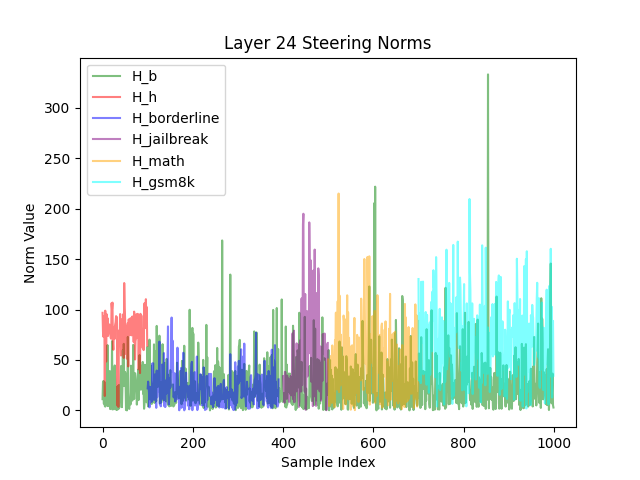 Layer 24 Steering Norms
H_b
H_h
H_borderline
H_jailbreak
H_math
H_gsm8k
Norm Value
300
250
200
150
100
50
0
0 200 400 600 800 1000
Sample Index